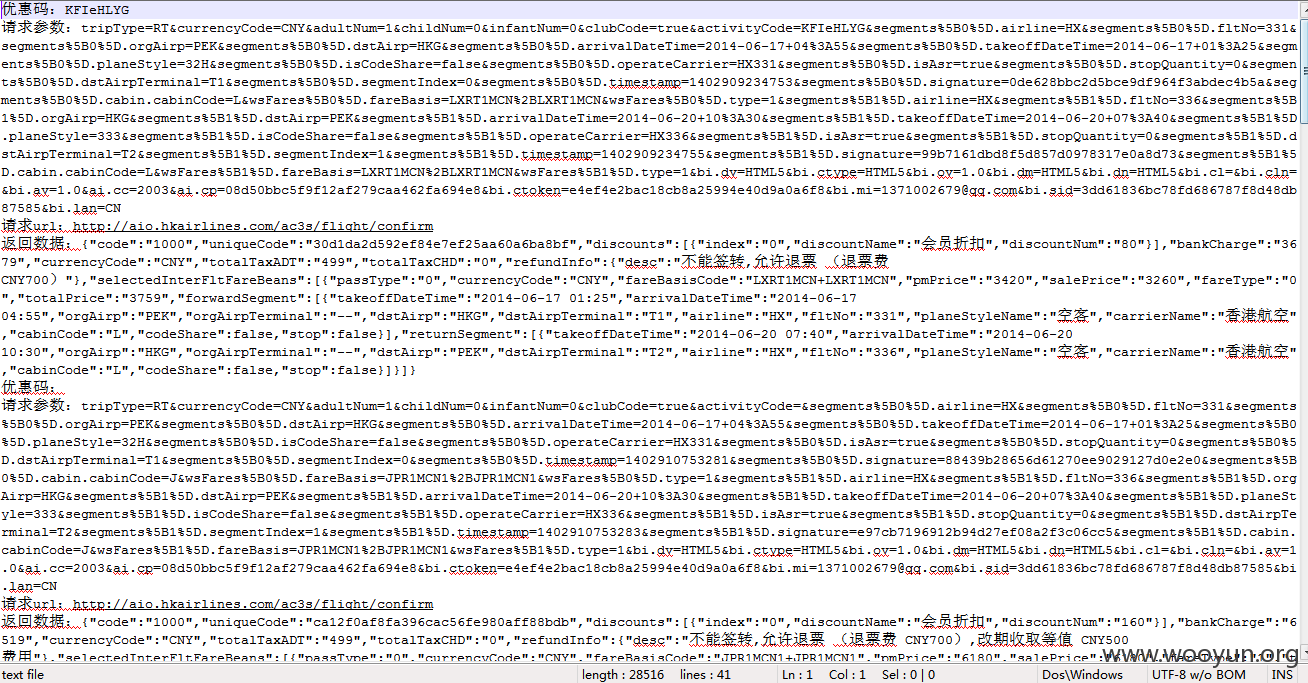 优惠码: KFIeHLYG
请求参数: tripType=RT&currencyCode=CNY&adultNum=1&childNum=0&infantNum=0&clubCode=true&activityCode=KFIeHLYG&segments%5B0%5D.airline=HX&segments%5B0%5D.fltNo=331&
segments%5B0%5D.orgAirp=PEK&segments%5B0%5D.dstAirp=HKG&segments%5B0%5D.arrivalDateTime=2014-06-17+04%3A55&segments%5B0%5D.takeoffDateTime=2014-06-17+01%3A25&segm
ents%5B0%5D.planeStyle=32H&segments%5B0%5D.isCodeShare=false&segments%5B0%5D.operateCarrier=HX331&segments%5B0%5D.isAsr=true&segments%5B0%5D.stopQuantity=0&segmen
ts%5B0%5D.dstAirpTerminal=T1&segments%5B0%5D.segmentIndex=0&segments%5B0%5D.timestamp=1402909234753&segments%5B0%5D.signature=0de628bbc2d5bce9df964f3abdec4b5a&seg
ments%5B0%5D.cabin.cabinCode=L&wsFares%5B0%5D.fareBasis=LXRT1MCN%2BLXRT1MCN&wsFares%5B0%5D.type=1&segments%5B1%5D.airline=HX&segments%5B1%5D.fltNo=336&segments%5B
1%5D.orgAirp=HKG&segments%5B1%5D.dstAirp=PEK&segments%5B1%5D.arrivalDateTime=2014-06-20+10%3A30&segments%5B1%5D.takeoffDateTime=2014-06-20+07%3A40&segments%5B1%5D
.planeStyle=333&segments%5B1%5D.isCodeShare=false&segments%5B1%5D.operateCarrier=HX336&segments%5B1%5D.isAsr=true&segments%5B1%5D.stopQuantity=0&segments%5B1%5D.d
stAirpTerminal=T2&segments%5B1%5D.segmentIndex=1&segments%5B1%5D.timestamp=1402909234755&segments%5B1%5D.signature=99b7161dbd8f5d857d0978317e0a8d73&segments%5B1%5
D.cabin.cabinCode=L&wsFares%5B1%5D.fareBasis=LXRT1MCN%2BLXRT1MCN&wsFares%5B1%5D.type=1&bi.dv=HTML5&bi.ctype=HTML5&bi.ov=1.0&bi.dm=HTML5&bi.dn=HTML5&bi.cl=&bi.cln=
&bi.av=1.0&ai.cc=2003&ai.cp=08d50bbc5f9f12af279caa462fa694e8&bi.ctoken=e4ef4e2bac18cb8a25994e40d9a0a6f8&bi.mi=1371002679@qq.com&bi.sid=3dd61836bc78fd686787f8d48db
87585&bi.lan=CN
请求url: http://aio.hkairlines.com/ac3s/flight/confirm
返回数据: {"code":"1000","uniqueCode":"30d1da2d592ef84e7ef25aa60a6ba8bf","discounts":[{"index":"0","discountName":"会员折扣","discountNum":"80"}],"bankCharge":"36
79","currencyCode":"CNY","totalTaxADT":"499","totalTaxCHD":"0","refundInfo":{"desc":"不能签转,允许退票 （退票费
CNY700）"},"selectedInterFltFareBeans":[{"passType":"0","currencyCode":"CNY","fareBasisCode":"LXRT1MCN+LXRT1MCN","pmPrice":"3420","salePrice":"3260","fareType":"0
","totalPrice":"3759","forwardSegment":[{"takeoffDateTime":"2014-06-17 01:25","arrivalDateTime":"2014-06-17
04:55","orgAirp":"PEK","orgAirpTerminal":"--","dstAirp":"HKG","dstAirpTerminal":"T1","airline":"HX","fltNo":"331","planeStyleName":"空客","carrierName":"香港航空"
,"cabinCode":"L","codeShare":false,"stop":false}],"returnSegment":[{"takeoffDateTime":"2014-06-20 07:40","arrivalDateTime":"2014-06-20
10:30","orgAirp":"HKG","orgAirpTerminal":"--","dstAirp":"PEK","dstAirpTerminal":"T2","airline":"HX","fltNo":"336","planeStyleName":"空客","carrierName":"香港航空"
,"cabinCode":"L","codeShare":false,"stop":false}]}]}
优惠码:
请求参数: tripType=RT&currencyCode=CNY&adultNum=1&childNum=0&infantNum=0&clubCode=true&activityCode=&segments%5B0%5D.airline=HX&segments%5B0%5D.fltNo=331&segments
%5B0%5D.orgAirp=PEK&segments%5B0%5D.dstAirp=HKG&segments%5B0%5D.arrivalDateTime=2014-06-17+04%3A55&segments%5B0%5D.takeoffDateTime=2014-06-17+01%3A25&segments%5B0
%5D.planeStyle=32H&segments%5B0%5D.isCodeShare=false&segments%5B0%5D.operateCarrier=HX331&segments%5B0%5D.isAsr=true&segments%5B0%5D.stopQuantity=0&segments%5B0%5
D.dstAirpTerminal=T1&segments%5B0%5D.segmentIndex=0&segments%5B0%5D.timestamp=1402910753281&segments%5B0%5D.signature=88439b28656d61270ee9029127d0e2e0&segments%5B
0%5D.cabin.cabinCode=J&wsFares%5B0%5D.fareBasis=JPR1MCN1%2BJPR1MCN1&wsFares%5B0%5D.type=1&segments%5B1%5D.airline=HX&segments%5B1%5D.fltNo=336&segments%5B1%5D.org
Airp=HKG&segments%5B1%5D.dstAirp=PEK&segments%5B1%5D.arrivalDateTime=2014-06-20+10%3A30&segments%5B1%5D.takeoffDateTime=2014-06-20+07%3A40&segments%5B1%5D.planeSt
yle=333&segments%5B1%5D.isCodeShare=false&segments%5B1%5D.operateCarrier=HX336&segments%5B1%5D.isAsr=true&segments%5B1%5D.stopQuantity=0&segments%5B1%5D.dstAirpTe
rminal=T2&segments%5B1%5D.segmentIndex=1&segments%5B1%5D.timestamp=1402910753283&segments%5B1%5D.signature=e97cb7196912b94d27ef08a2f3c06cc5&segments%5B1%5D.cabin.
cabinCode=J&wsFares%5B1%5D.fareBasis=JPR1MCN1%2BJPR1MCN1&wsFares%5B1%5D.type=1&bi.dv=HTML5&bi.ctype=HTML5&bi.ov=1.0&bi.dm=HTML5&bi.dn=HTML5&bi.cl=&bi.cln=&bi.av=1
.0&ai.cc=2003&ai.cp=08d50bbc5f9f12af279caa462fa694e8&bi.ctoken=e4ef4e2bac18cb8a25994e40d9a0a6f8&bi.mi=1371002679@qq.com&bi.sid=3dd61836bc78fd686787f8d48db87585&bi
.lan=CN
请求url: http://aio.hkairlines.com/ac3s/flight/confirm
返回数据: {"code":"1000","uniqueCode":"ca12f0af8fa396cac56fe980aff88bdb","discounts":[{"index":"0","discountName":"会员折扣","discountNum":"160"}],"bankCharge":"6
519","currencyCode":"CNY","totalTaxADT":"499","totalTaxCHD":"0","refundInfo":{"desc":"不能签转,允许退票 （退票费 CNY700）,改期收取等值 CNY500
费用"},"selectedInterFltFareBeans":[{"passType":"0","currencyCode":"CNY","fareBasisCode":"JPR1MCN1+JPR1MCN1","pmPrice":"6180","salePrice":
www.wooyun.org
text file length : 28516 lines : 41 Ln : 1 Col : 1 Sel : 0 | 0 Dos\Windows UTF-8 w/o BOM INS